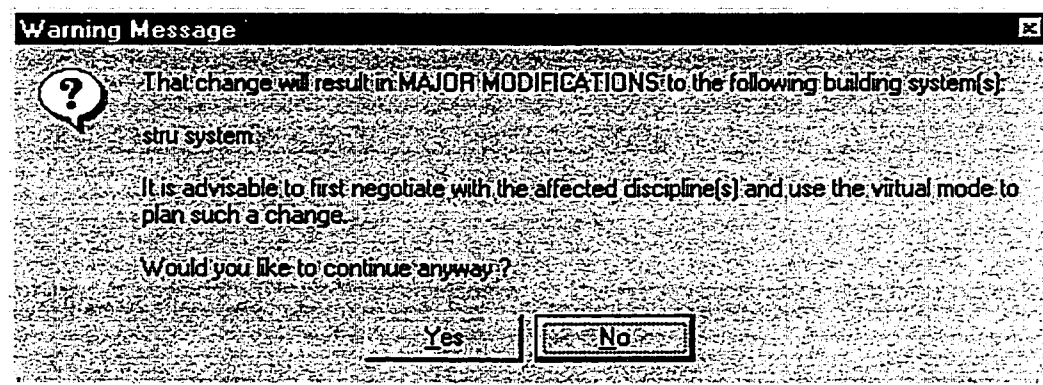 Warning Message
?
That change will result in MAJOR MODIFICATIONS to the following building system(s):
stru system
It is advisable to first negotiate with the affected discipline(s) and use the virtual mode to
plan such a change.
Would you like to continue anyway?
Yes No